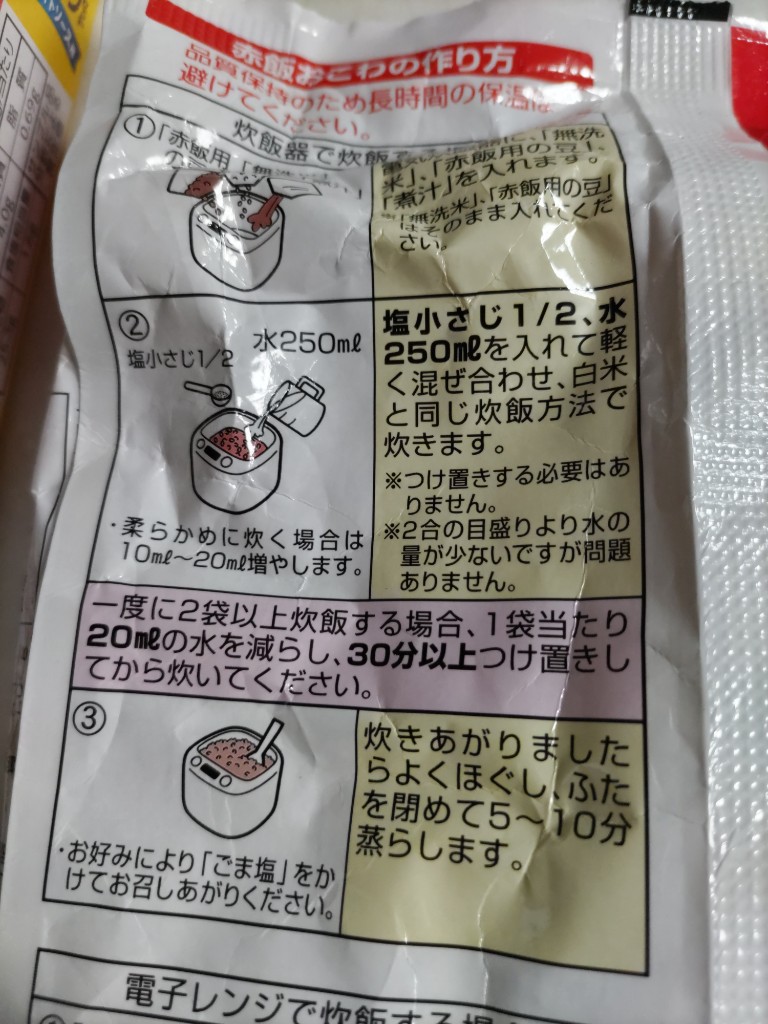 赤飯おこわの作り方
品質保持のため長時間の保温は
避けてください。
炊飯器で炊飯
①「赤飯用
に、「無洗
米」、「赤飯用の豆」、
「煮汁」を入れます。
※「無洗米」、「赤飯用の豆」
はそのまま入れてくだ
さい。
②
塩小さじ1/2
水250㎖
・柔らかめに炊く場合は
10㎖〜20㎖増やします。
塩小さじ1/2、水
250㎖を入れて軽
く混ぜ合わせ、白米
と同じ炊飯方法で
炊きます。
※つけ置きする必要はあ
りません。
※2合の目盛りより水の
量が少ないですが問題
ありません。
一度に2袋以上炊飯する場合、1袋当たり
20㎖の水を減らし、30分以上つけ置きし
てから炊いてください。
③
・お好みにより「ごま塩」をか
けてお召しあがりください。
炊きあがりました
らよくほぐし、ふた
を閉めて5〜10分
蒸らします。
電子レンジで炊飯する場